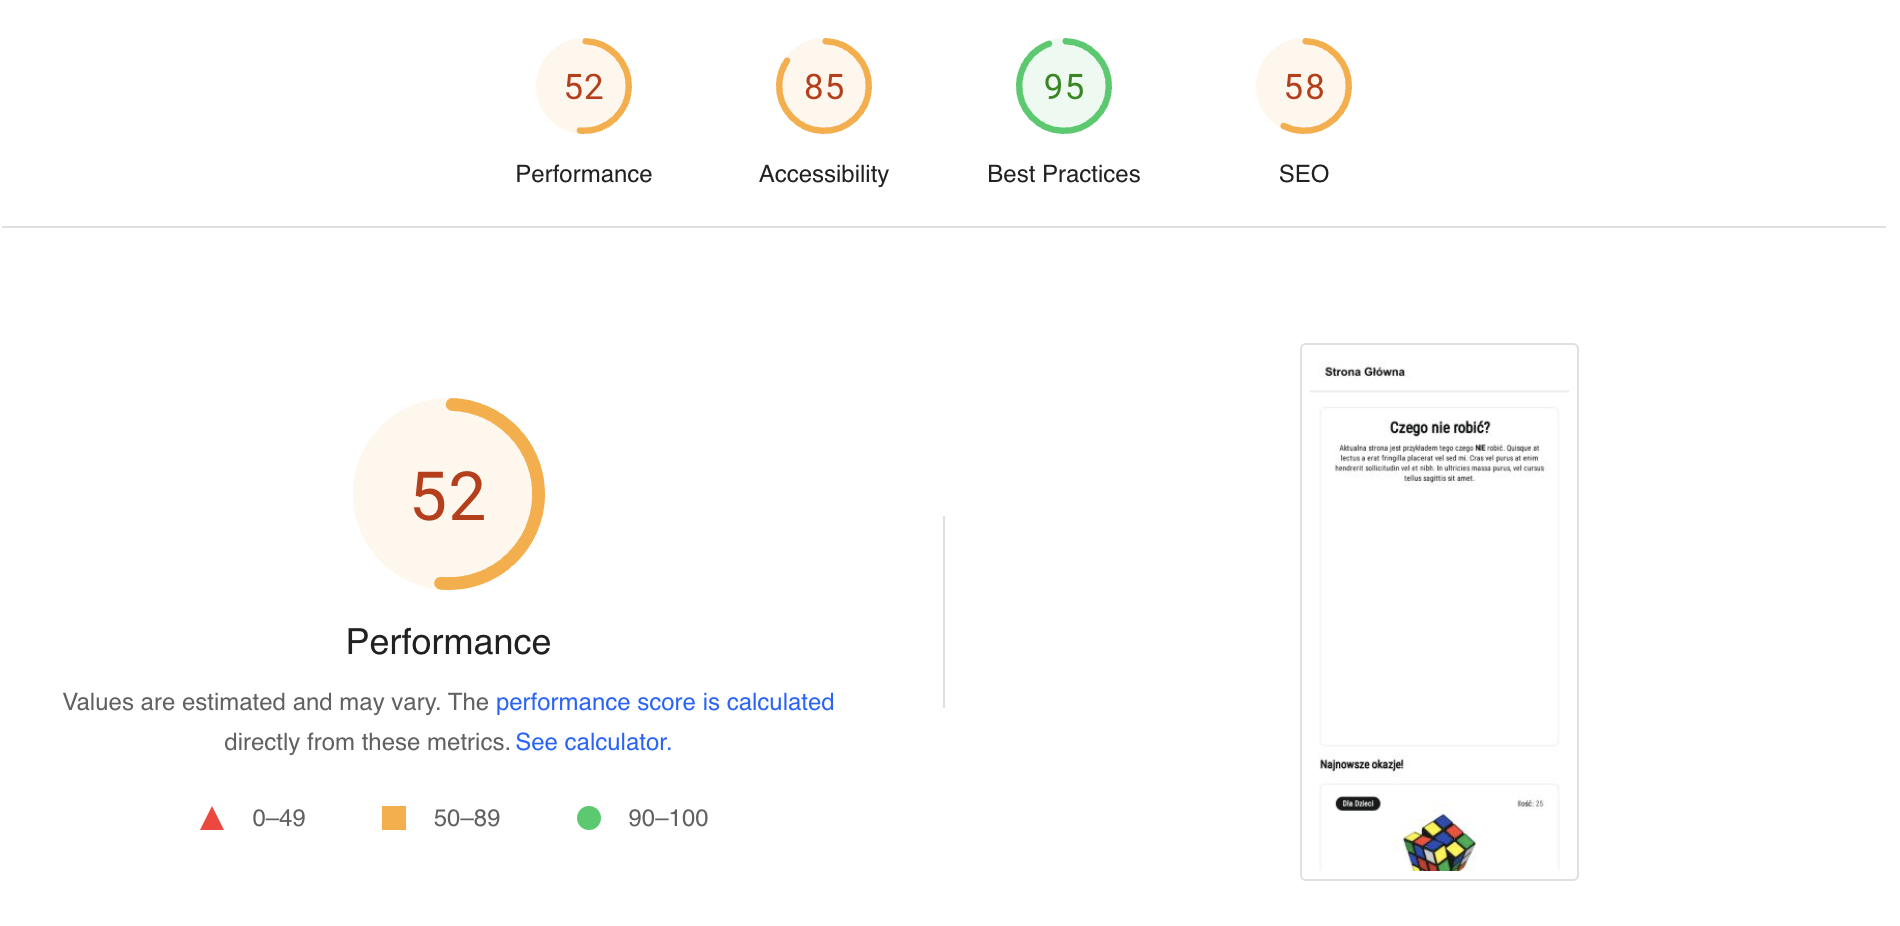 52
85
95
58
Performance
Accessibility
Best Practices
SEO
52
Performance
Values are estimated and may vary. The performance score is calculated
directly from these metrics. See calculator.
0–49
50–89
90–100
Strona Główna
Czego nie robić?
Aktualna strona jest przykładem tego czego NIE robić. Quisque at
lectus a erat fringilla placerat vel sed mi. Cras vel purus at enim
hendrerit sollicitudin vel et nibh. In ultricies massa purus, vel cursus
tellus sagittis sit amet.
Najnowsze okazje!
Dla Dzieci
Ilość: 25